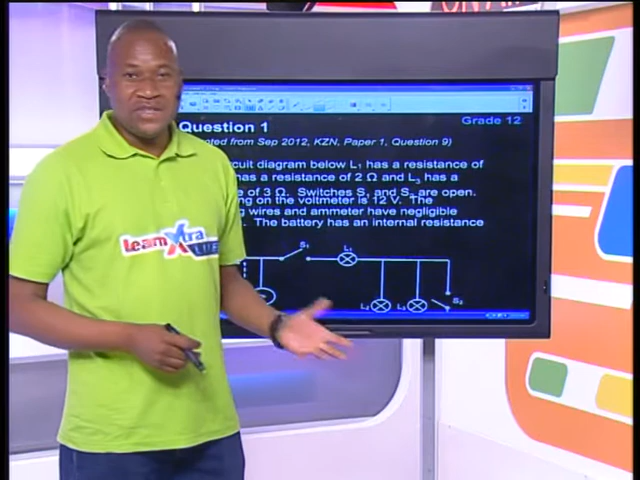 Question 1
Grade 12
from Sep 2012, KZN, Paper 1, Question 9)
cuit diagram below L1 has a resistance of
has a resistance of 2 Ω and L3 has a
e of 3 Ω. Switches S1 and S2 are open.
ng on the voltmeter is 12 V. The
g wires and ammeter have negligible
. The battery has an internal resistance
S1
L1
L2
L3
S2
Learn Xtra
LIVE